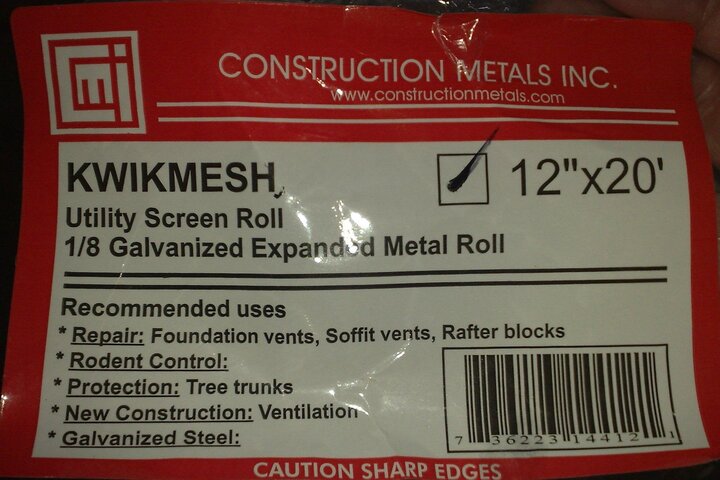 CMI
CONSTRUCTION METALS INC.
www.constructionmetals.com
KWIKMESH
12"x20'
Utility Screen Roll
1/8 Galvanized Expanded Metal Roll
Recommended uses
* Repair: Foundation vents, Soffit vents, Rafter blocks
* Rodent Control:
* Protection: Tree trunks
* New Construction: Ventilation
* Galvanized Steel:
7 36223 14412 1
CAUTION SHARP EDGES